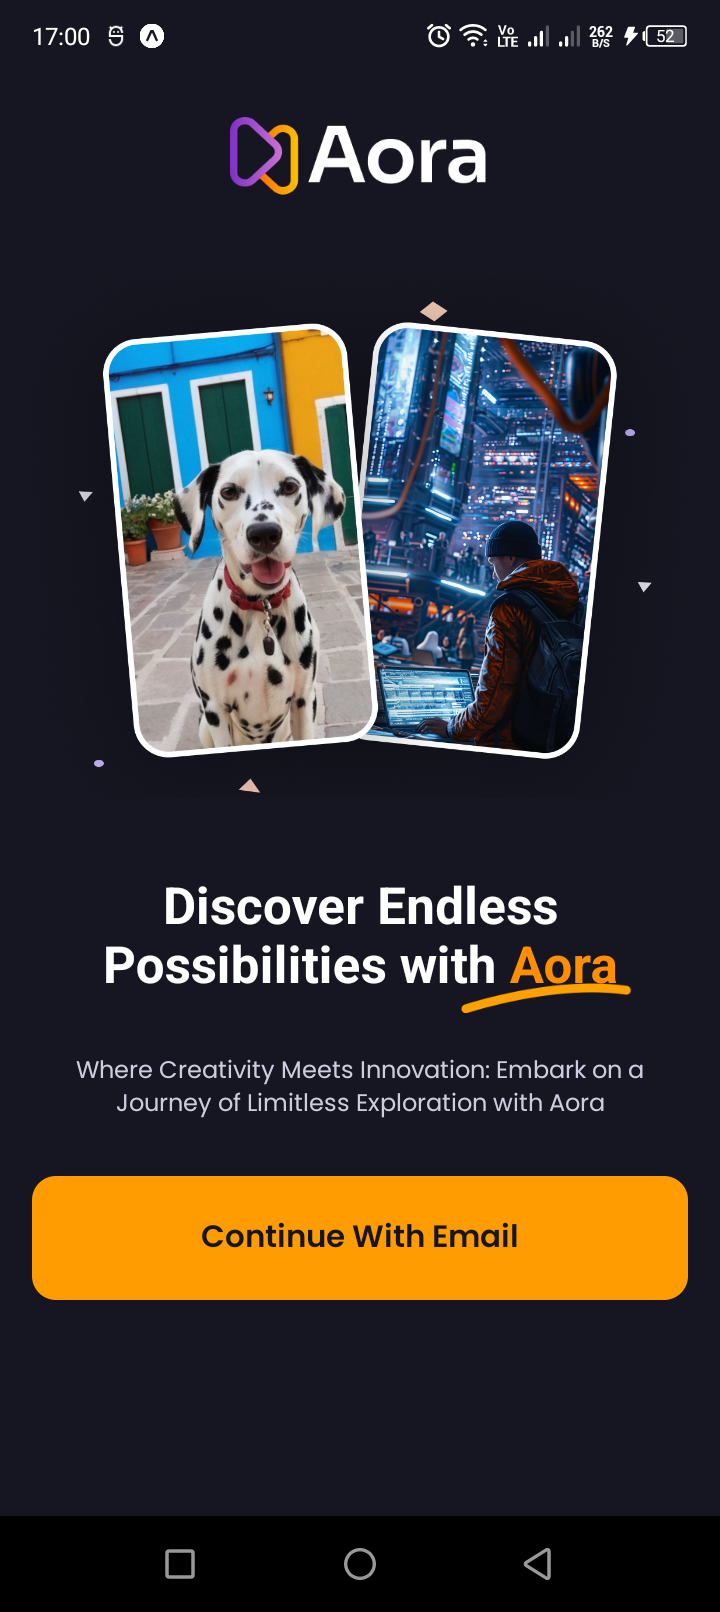 17:00
Vo
LTE
262
B/S
52
Aora
Discover Endless
Possibilities with Aora
Where Creativity Meets Innovation: Embark on a
Journey of Limitless Exploration with Aora
Continue With Email